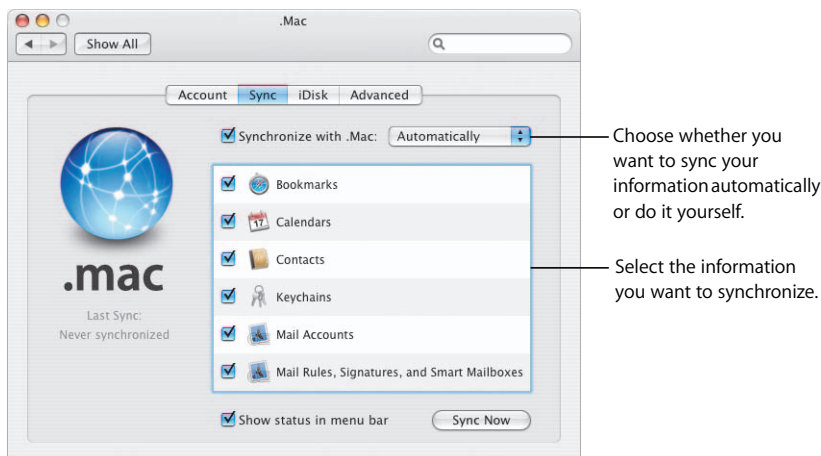 .Mac
Show All
Account Sync iDisk Advanced
Synchronize with .Mac: Automatically
Bookmarks
17 Calendars
Contacts
Keychains
Mail Accounts
Mail Rules, Signatures, and Smart Mailboxes
.mac
Last Sync:
Never synchronized
Show status in menu bar Sync Now
Choose whether you
want to sync your
information automatically
or do it yourself.
Select the information
you want to synchronize.